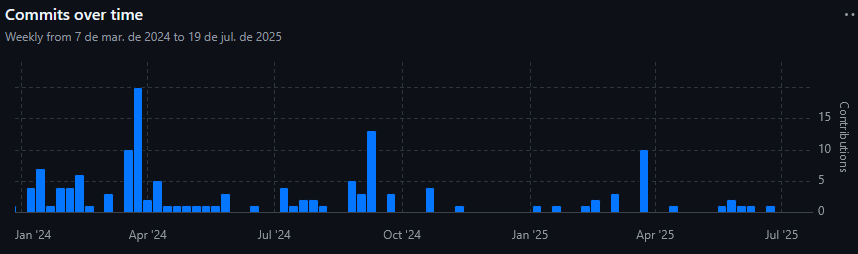 Commits over time
Weekly from 7 de mar. de 2024 to 19 de jul. de 2025
15
10
5
0
Contributions
Jan '24
Apr '24
Jul '24
Oct '24
Jan '25
Apr '25
Jul '25